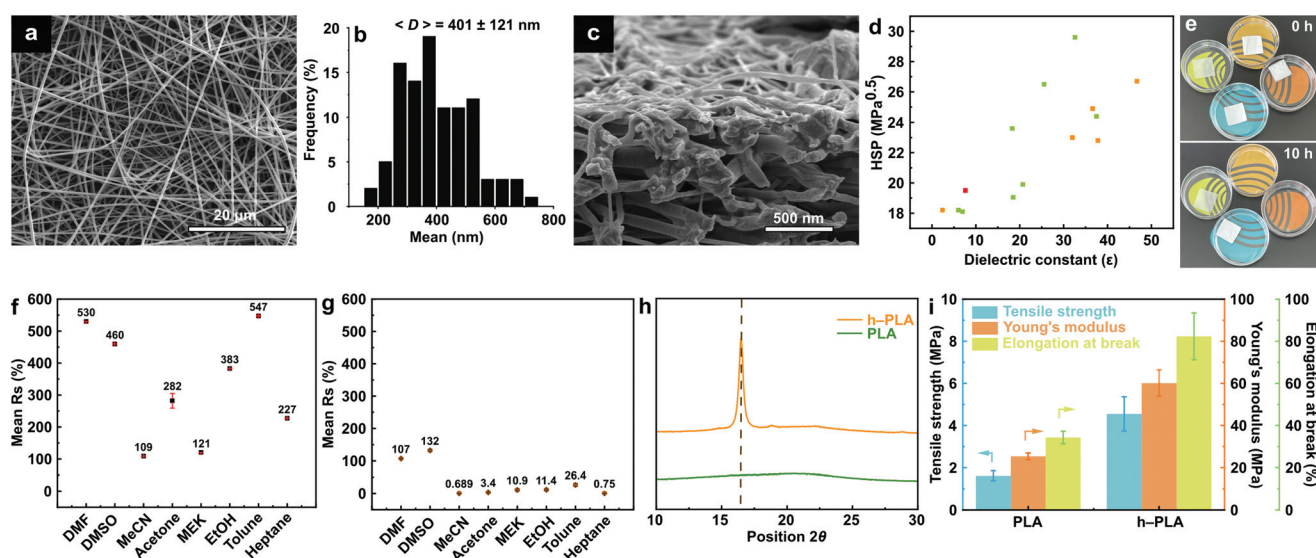 a
20 µm
b
< D > = 401 ± 121 nm
Frequency (%)
20
15
10
5
0
200 400 600 800
Mean (nm)
c
500 nm
d
HSP (MPa0.5)
30
28
26
24
22
20
18
0 10 20 30 40 50
Dielectric constant (ε)
e
0 h
10 h
f
Mean Rs (%)
600
500
400
300
200
100
0
530
460
109
282
121
383
547
227
DMF
DMSO
MeCN
Acetone
MEK
EtOH
Tolune
Heptane
g
Mean Rs (%)
600
500
400
300
200
100
0
107
132
0.689
3.4
10.9
11.4
26.4
0.75
DMF
DMSO
MeCN
Acetone
MEK
EtOH
Tolune
Heptane
h
h–PLA
PLA
10 15 20 25 30
Position 2θ
i
Tensile strength (MPa)
10
8
6
4
2
0
Tensile strength
Young's modulus
Elongation at break
PLA h–PLA
100
80
60
40
20
0
Young's modulus (MPa)
100
80
60
40
20
0
Elongation at break (%)